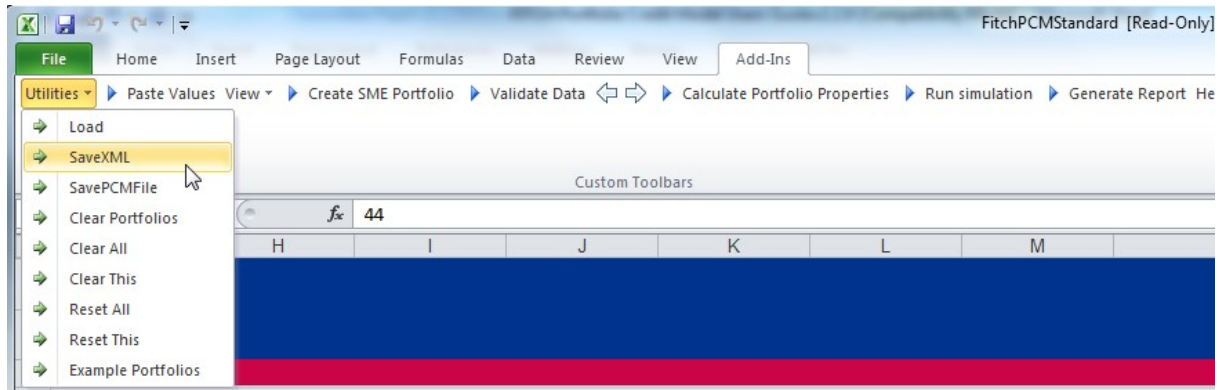 FitchPCMStandard [Read-Only]
File Home Insert Page Layout Formulas Data Review View Add-Ins
Utilities Paste Values View Create SME Portfolio Validate Data Calculate Portfolio Properties Run simulation Generate Report He
Load
SaveXML
SavePCMFile
Custom Toolbars
Clear Portfolios
fx 44
Clear All
H I J K L M
Clear This
Reset All
Reset This
Example Portfolios